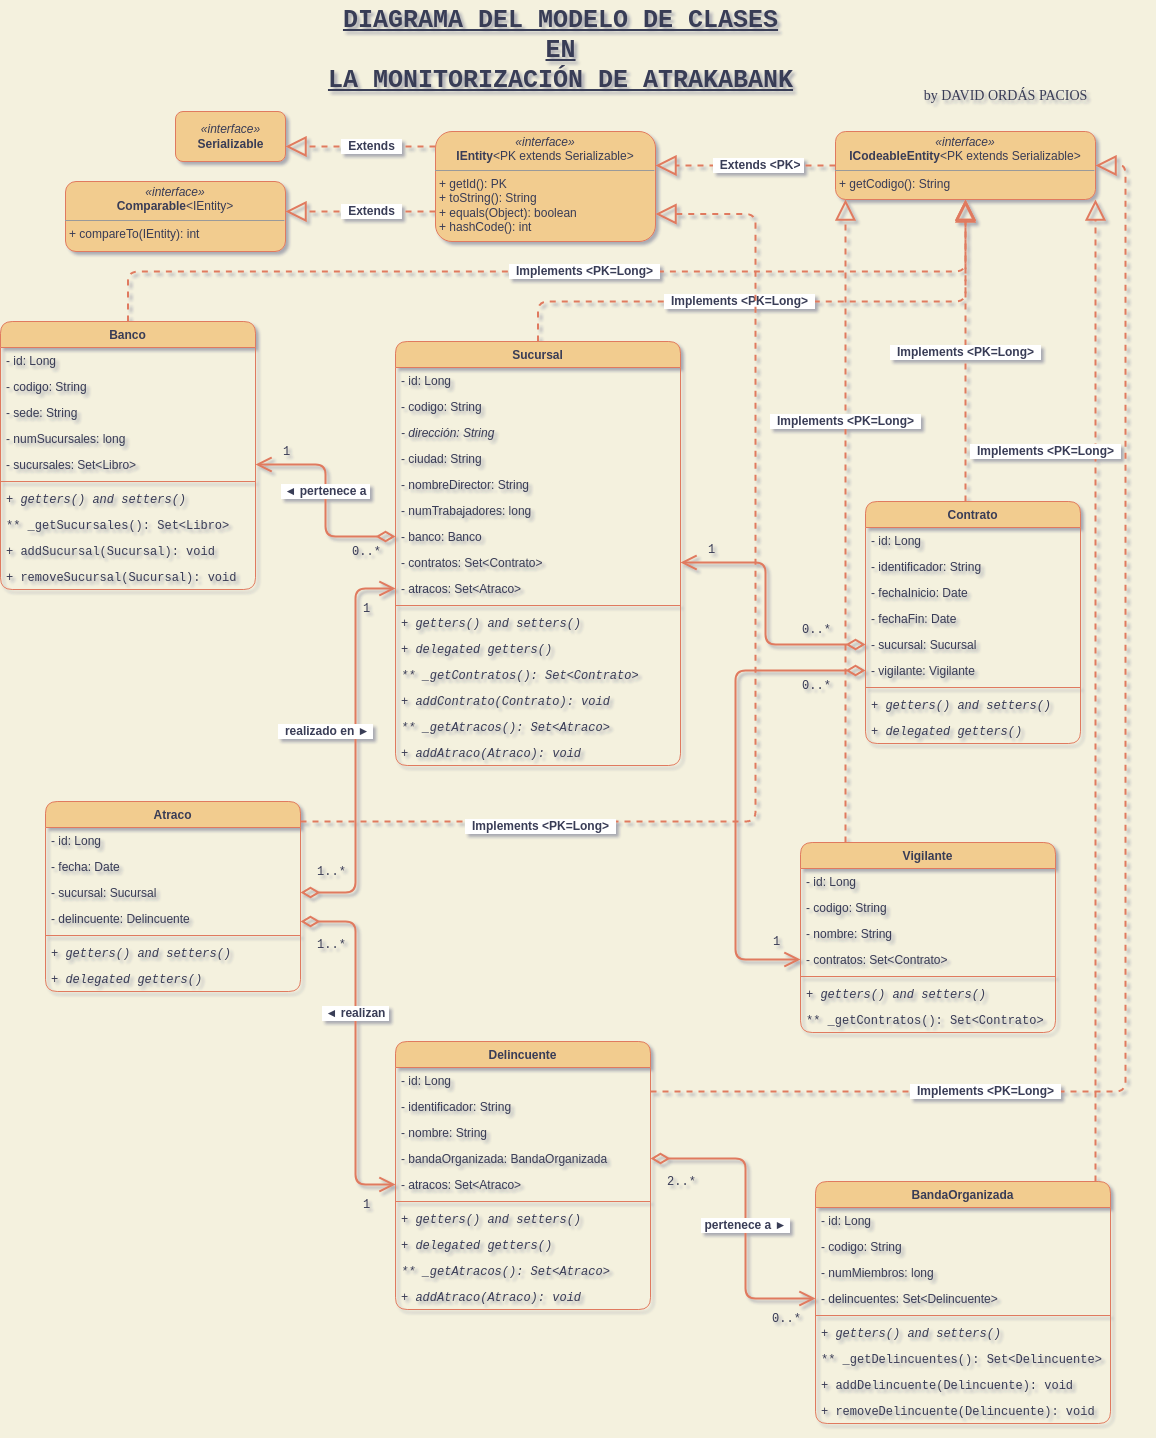 DIAGRAMA DEL MODELO DE CLASES
EN
LA MONITORIZACIÓN DE ATRAKABANK
by DAVID ORDÁS PACIOS
«interface»
Serializable
Extends
«interface»
IEntity<PK extends Serializable>
+ getId(): PK
+ toString(): String
+ equals(Object): boolean
+ hashCode(): int
Extends <PK>
«interface»
ICodeableEntity<PK extends Serializable>
+ getCodigo(): String
«interface»
Comparable<IEntity>
+ compareTo(IEntity): int
Extends
Implements <PK=Long>
Implements <PK=Long>
Implements <PK=Long>
Implements <PK=Long>
Implements <PK=Long>
Banco
- id: Long
- codigo: String
- sede: String
- numSucursales: long
- sucursales: Set<Libro>
+ getters() and setters()
** _getSucursales(): Set<Libro>
+ addSucursal(Sucursal): void
+ removeSucursal(Sucursal): void
1
◄ pertenece a
0..*
Sucursal
- id: Long
- codigo: String
- dirección: String
- ciudad: String
- nombreDirector: String
- numTrabajadores: long
- banco: Banco
- contratos: Set<Contrato>
- atracos: Set<Atraco>
+ getters() and setters()
+ delegated getters()
** _getContratos(): Set<Contrato>
+ addContrato(Contrato): void
** _getAtracos(): Set<Atraco>
+ addAtraco(Atraco): void
1
0..*
0..*
1
Contrato
- id: Long
- identificador: String
- fechaInicio: Date
- fechaFin: Date
- sucursal: Sucursal
- vigilante: Vigilante
+ getters() and setters()
+ delegated getters()
1
realizado en ►
1..*
Atraco
- id: Long
- fecha: Date
- sucursal: Sucursal
- delincuente: Delincuente
+ getters() and setters()
+ delegated getters()
Implements <PK=Long>
1..*
◄ realizan
1
Vigilante
- id: Long
- codigo: String
- nombre: String
- contratos: Set<Contrato>
+ getters() and setters()
** _getContratos(): Set<Contrato>
Delincuente
- id: Long
- identificador: String
- nombre: String
- bandaOrganizada: BandaOrganizada
- atracos: Set<Atraco>
+ getters() and setters()
+ delegated getters()
** _getAtracos(): Set<Atraco>
+ addAtraco(Atraco): void
Implements <PK=Long>
2..*
pertenece a ►
0..*
BandaOrganizada
- id: Long
- codigo: String
- numMiembros: long
- delincuentes: Set<Delincuente>
+ getters() and setters()
** _getDelincuentes(): Set<Delincuente>
+ addDelincuente(Delincuente): void
+ removeDelincuente(Delincuente): void